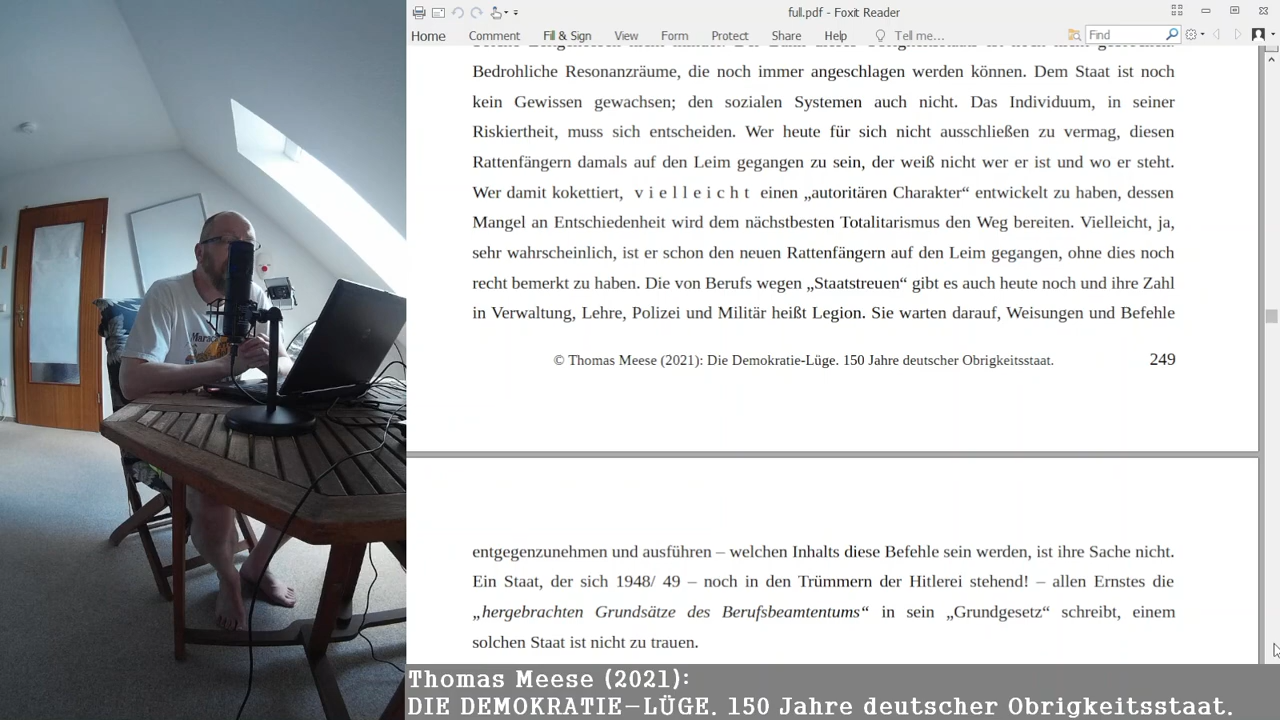 full.pdf - Foxit Reader
Home Comment Fill & Sign View Form Protect Share Help Tell me... Find
Bedrohliche Resonanzräume, die noch immer angeschlagen werden können. Dem Staat ist noch
kein Gewissen gewachsen; den sozialen Systemen auch nicht. Das Individuum, in seiner
Riskiertheit, muss sich entscheiden. Wer heute für sich nicht ausschließen zu vermag, diesen
Rattenfängern damals auf den Leim gegangen zu sein, der weiß nicht wer er ist und wo er steht.
Wer damit kokettiert, v i e l l e i c h t einen „autoritären Charakter“ entwickelt zu haben, dessen
Mangel an Entschiedenheit wird dem nächstbesten Totalitarismus den Weg bereiten. Vielleicht, ja,
sehr wahrscheinlich, ist er schon den neuen Rattenfängern auf den Leim gegangen, ohne dies noch
recht bemerkt zu haben. Die von Berufs wegen „Staatstreuen“ gibt es auch heute noch und ihre Zahl
in Verwaltung, Lehre, Polizei und Militär heißt Legion. Sie warten darauf, Weisungen und Befehle
© Thomas Meese (2021): Die Demokratie-Lüge. 150 Jahre deutscher Obrigkeitsstaat. 249
entgegenzunehmen und ausführen – welchen Inhalts diese Befehle sein werden, ist ihre Sache nicht.
Ein Staat, der sich 1948/ 49 – noch in den Trümmern der Hitlerei stehend! – allen Ernstes die
„hergebrachten Grundsätze des Berufsbeamtentums“ in sein „Grundgesetz“ schreibt, einem
solchen Staat ist nicht zu trauen.
Thomas Meese (2021):
DIE DEMOKRATIE-LÜGE. 150 Jahre deutscher Obrigkeitsstaat.